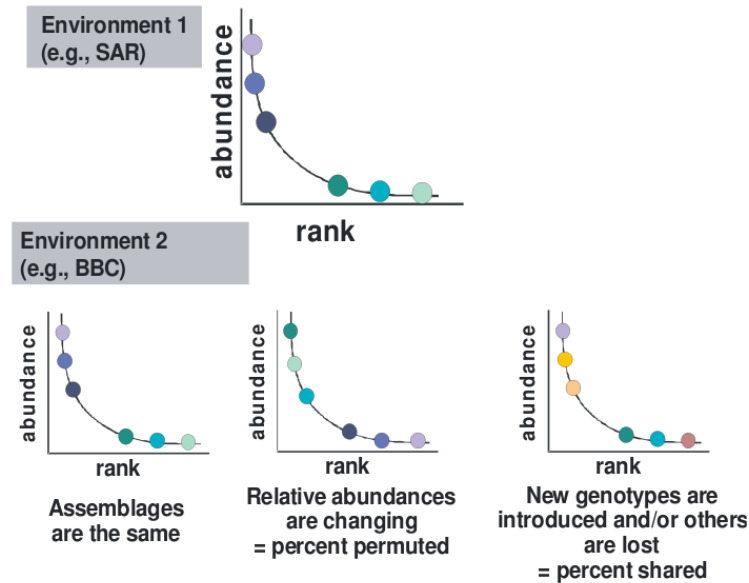 Environment 1
(e.g., SAR)
abundance
rank
Environment 2
(e.g., BBC)
abundance
rank
Assemblages
are the same
abundance
rank
Relative abundances
are changing
= percent permuted
abundance
rank
New genotypes are
introduced and/or others
are lost
= percent shared